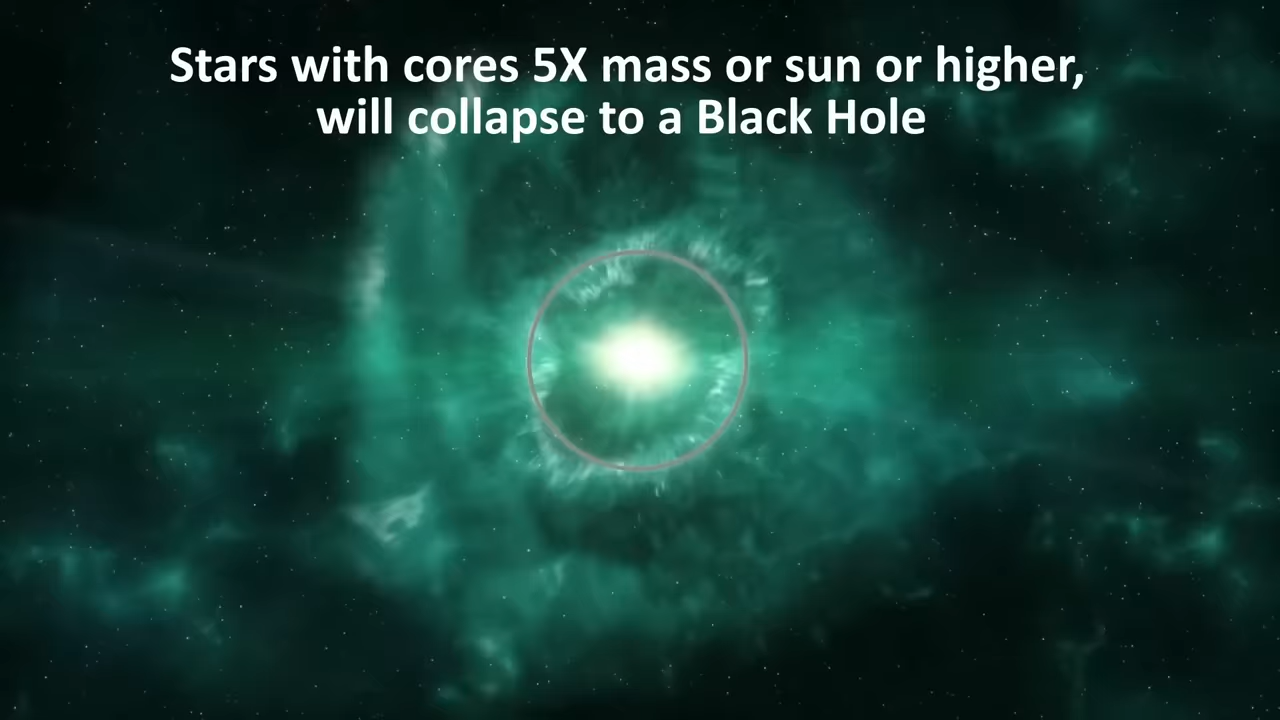 Stars with cores 5X mass or sun or higher,
will collapse to a Black Hole